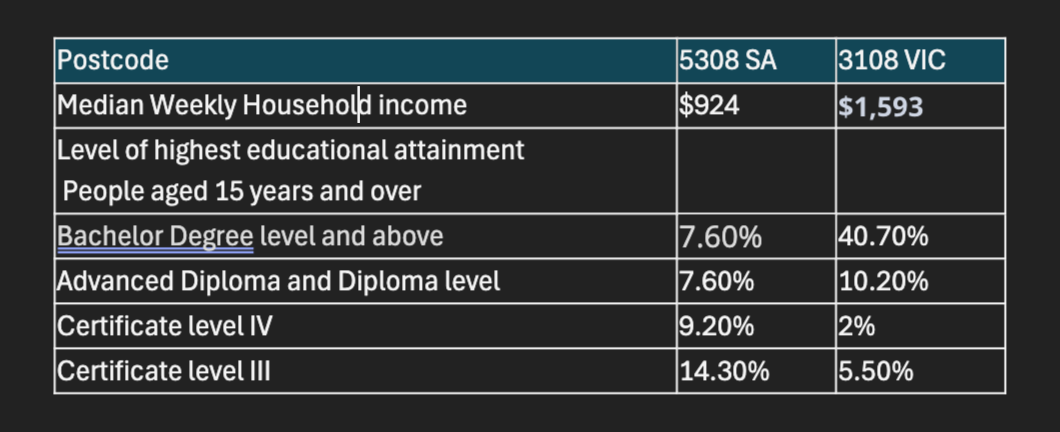 Postcode 5308 SA 3108 VIC
Median Weekly Household income $924 $1,593
Level of highest educational attainment
People aged 15 years and over
Bachelor Degree level and above 7.60% 40.70%
Advanced Diploma and Diploma level 7.60% 10.20%
Certificate level IV 9.20% 2%
Certificate level III 14.30% 5.50%